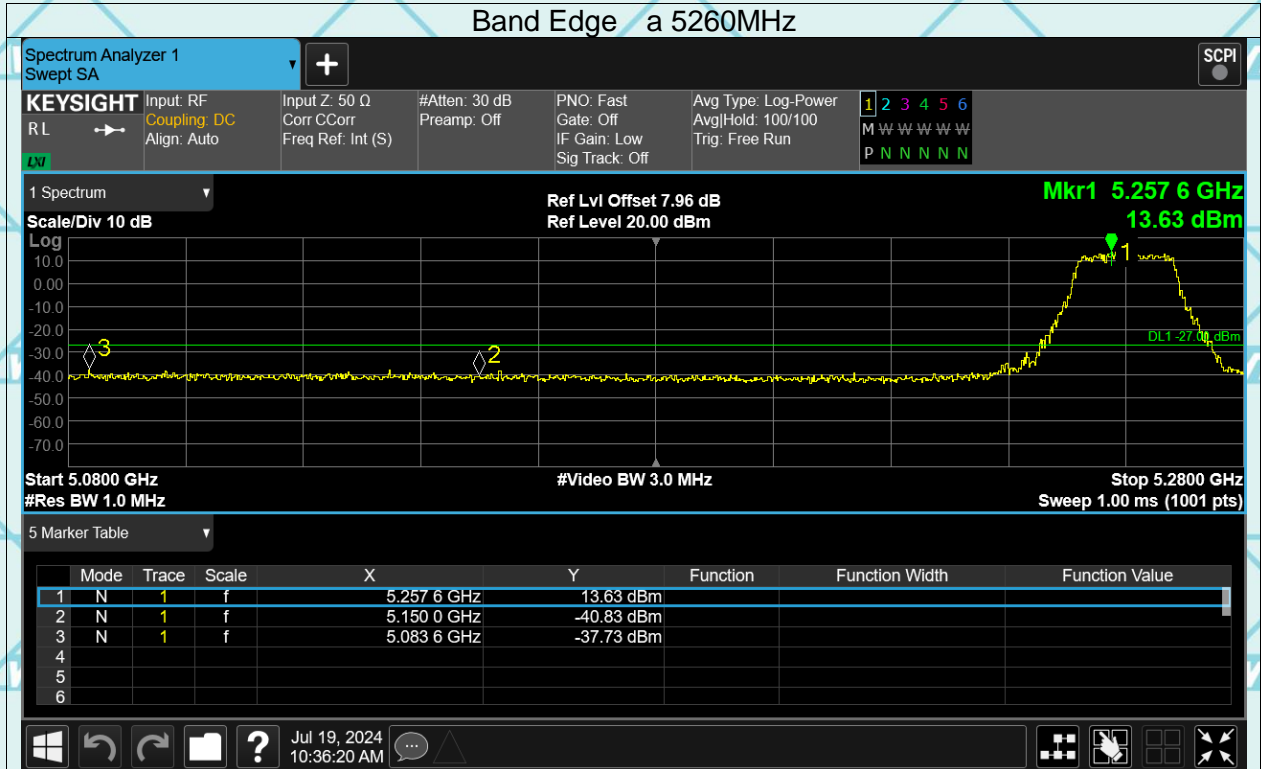 Band Edge a 5260MHz
Spectrum Analyzer 1
Swept SA
SCPI
KEYSIGHT
RL
LXI
Input: RF
Coupling: DC
Align: Auto
Input Z: 50 Ω
Corr CCorr
Freq Ref: Int (S)
#Atten: 30 dB
Preamp: Off
PNO: Fast
Gate: Off
IF Gain: Low
Sig Track: Off
Avg Type: Log-Power
Avg|Hold: 100/100
Trig: Free Run
1 2 3 4 5 6
M W W W W W
P N N N N N
1 Spectrum
Scale/Div 10 dB
Log
Ref Lvl Offset 7.96 dB
Ref Level 20.00 dBm
Mkr1 5.257 6 GHz
13.63 dBm
10.0
0.00
-10.0
-20.0
-30.0
-40.0
-50.0
-60.0
-70.0
1
2
3
DL1 -27.00 dBm
Start 5.0800 GHz
#Video BW 3.0 MHz
Stop 5.2800 GHz
#Res BW 1.0 MHz
Sweep 1.00 ms (1001 pts)
5 Marker Table
Mode Trace Scale X Y Function Function Width Function Value
1 N 1 f 5.257 6 GHz 13.63 dBm
2 N 1 f 5.150 0 GHz -40.83 dBm
3 N 1 f 5.083 6 GHz -37.73 dBm
4
5
6
?
Jul 19, 2024
10:36:20 AM